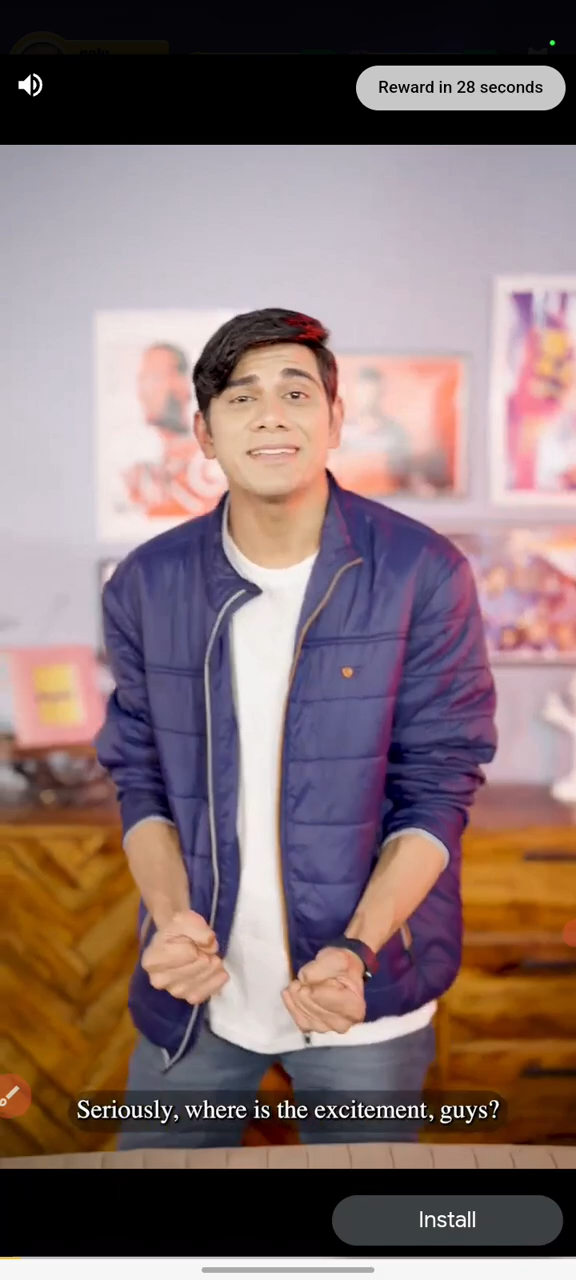 Reward in 28 seconds
Seriously, where is the excitement, guys?
Install